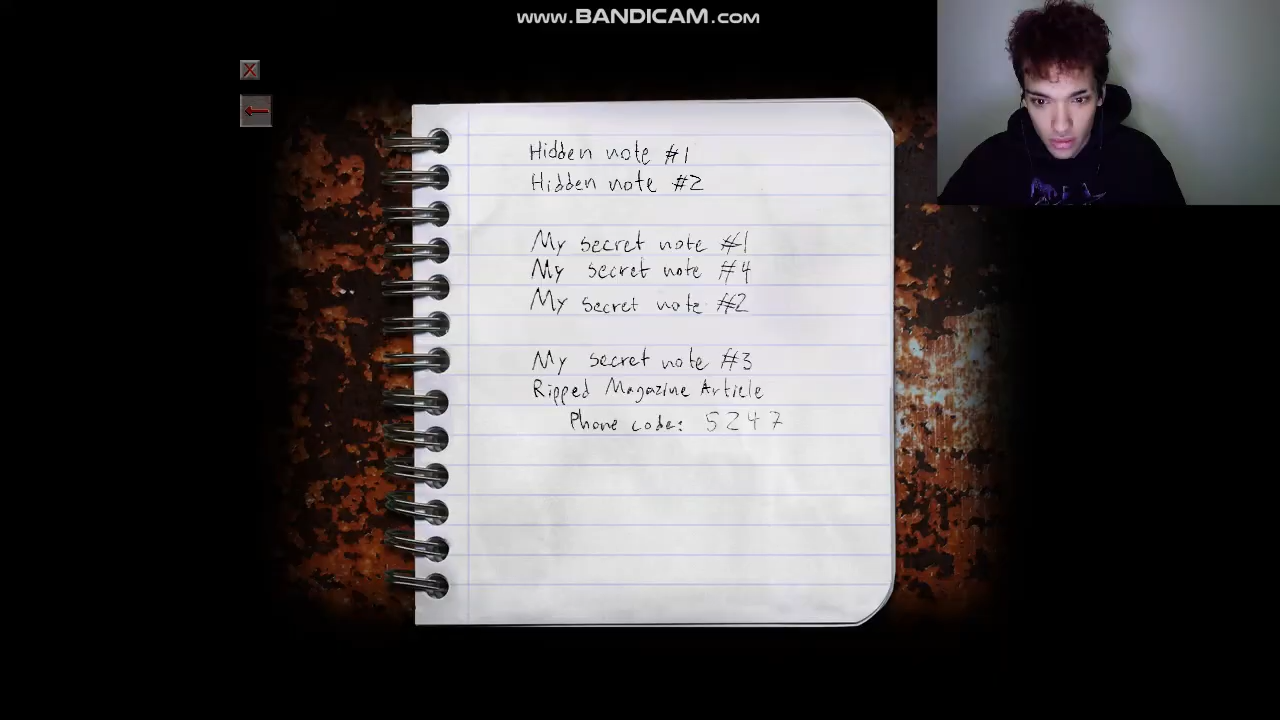 www.BANDICAM.com
Hidden note #1
Hidden note #2
My secret note #1
My secret note #4
My secret note #2
My secret note #3
Ripped Magazine Article
Phone code: 5247